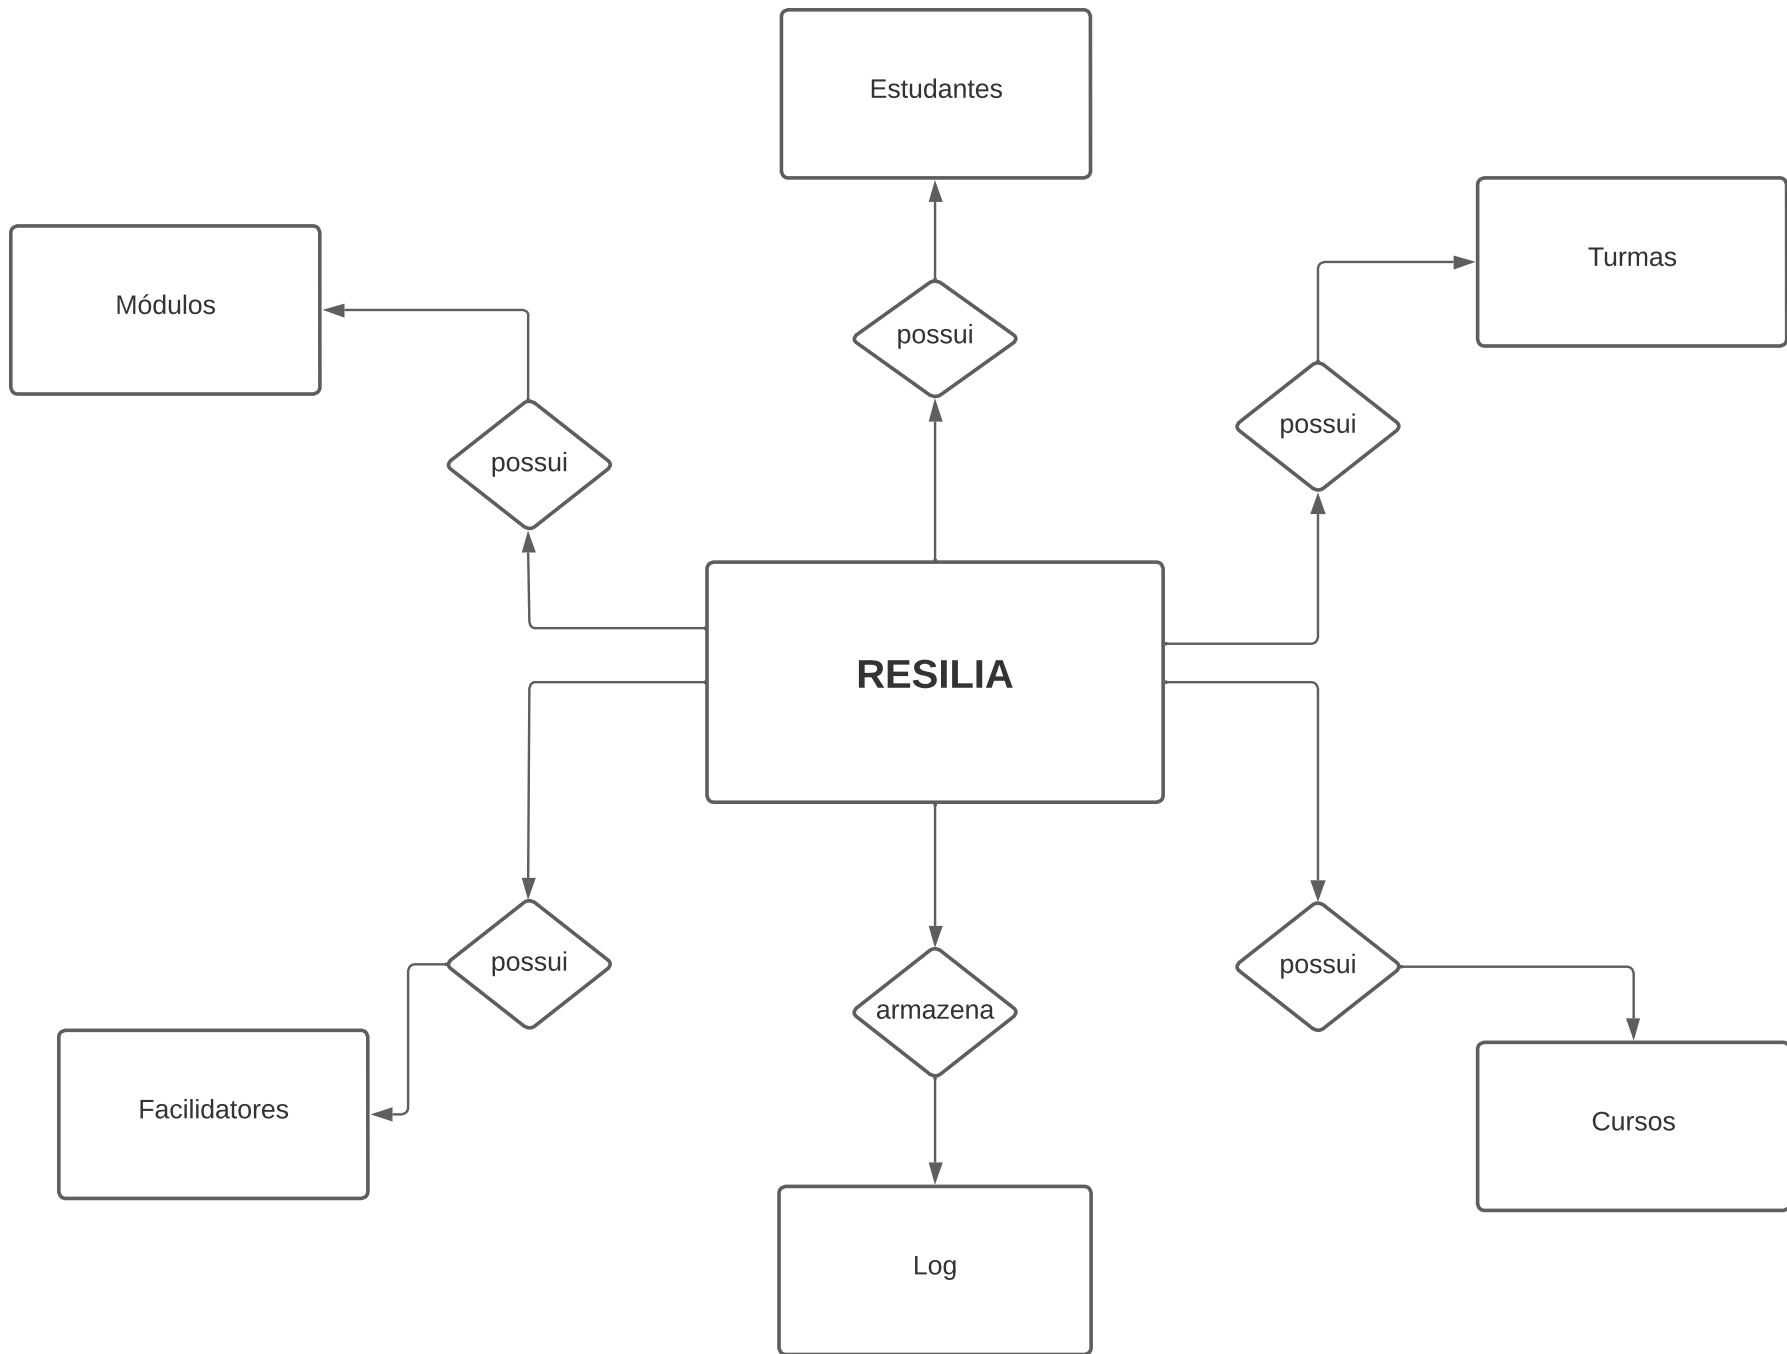 Estudantes
Turmas
Módulos
possui
possui
possui
RESILIA
possui
possui
armazena
Facilidatores
Cursos
Log